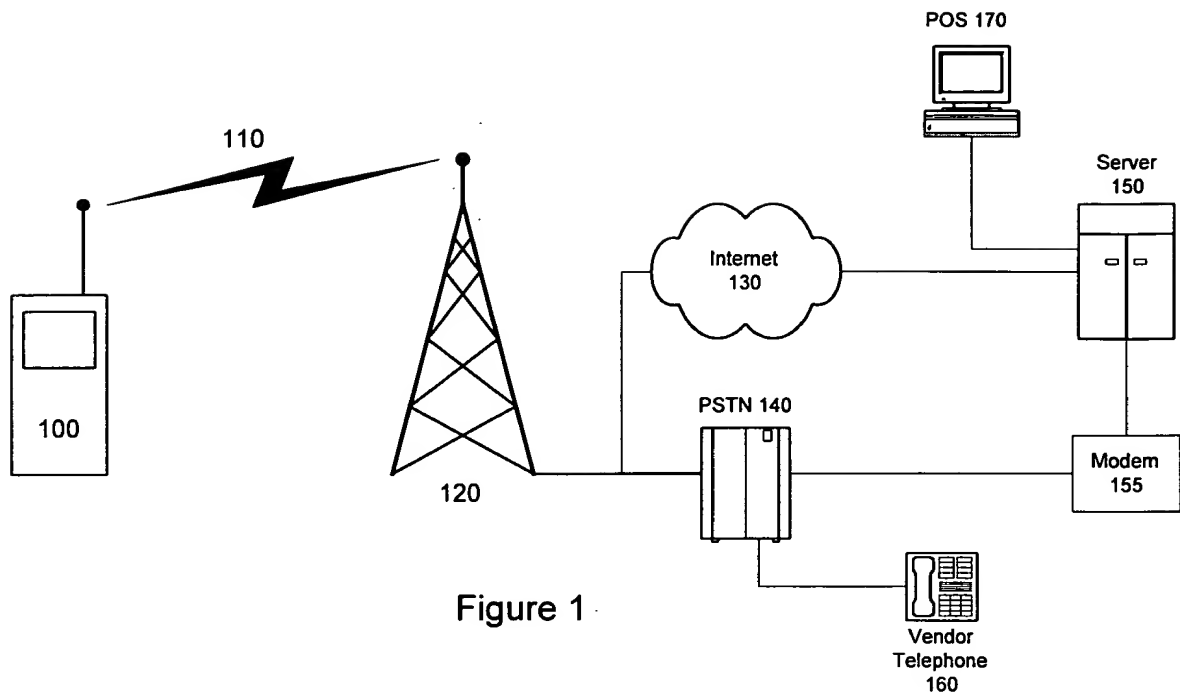 POS 170
110
Server
150
Internet
130
PSTN 140
100
Modem
155
120
Figure 1
Vendor
Telephone
160